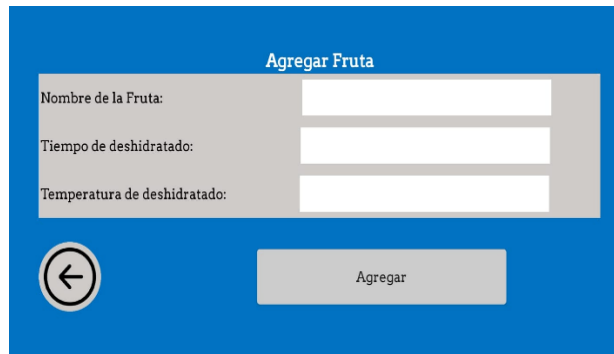 Agregar Fruta
Nombre de la Fruta:
Tiempo de deshidratado:
Temperatura de deshidratado:
Agregar